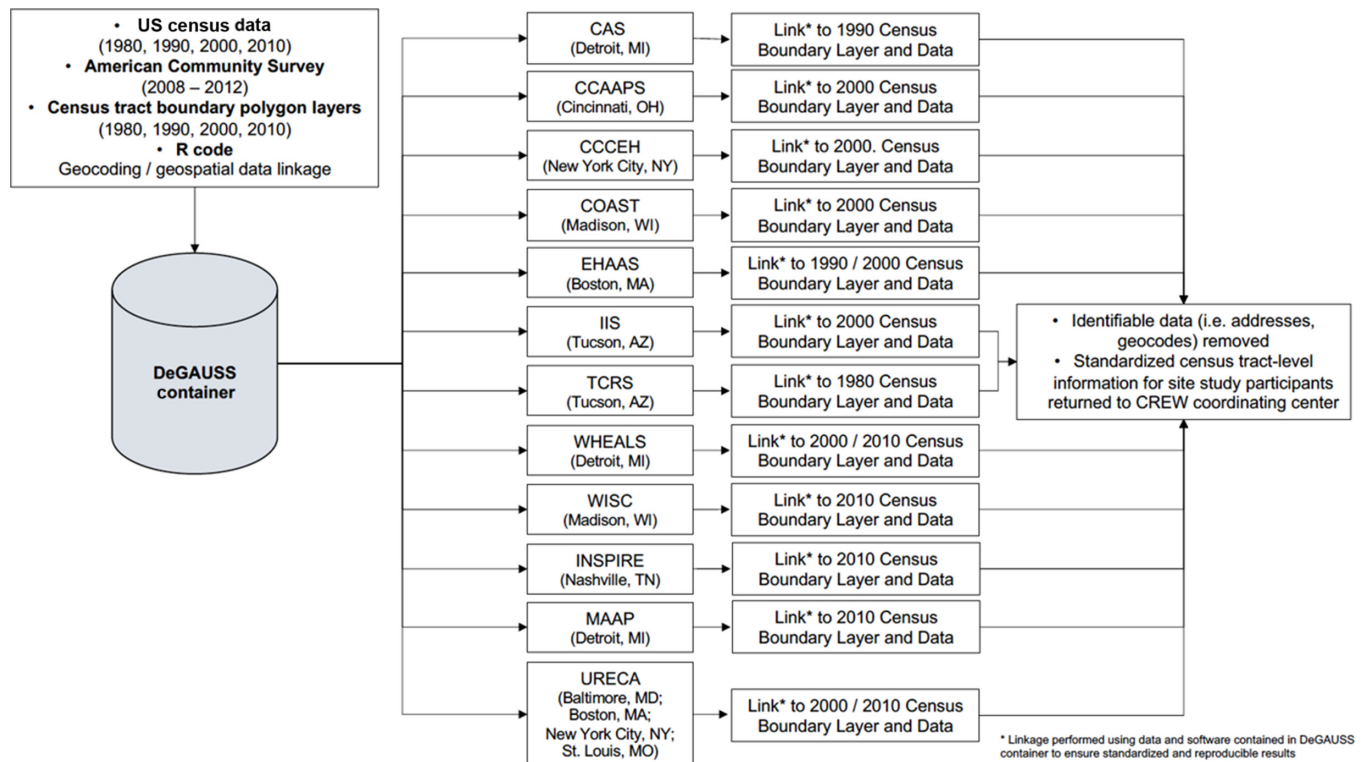 • US census data
(1980, 1990, 2000, 2010)
• American Community Survey
(2008 – 2012)
• Census tract boundary polygon layers
(1980, 1990, 2000, 2010)
• R code
Geocoding / geospatial data linkage
DeGAUSS
container
CAS
(Detroit, MI)
Link* to 1990 Census
Boundary Layer and Data
CCAAPS
(Cincinnati, OH)
Link* to 2000 Census
Boundary Layer and Data
CCCEH
(New York City, NY)
Link* to 2000. Census
Boundary Layer and Data
COAST
(Madison, WI)
Link* to 2000 Census
Boundary Layer and Data
EHAAS
(Boston, MA)
Link* to 1990 / 2000 Census
Boundary Layer and Data
IIS
(Tucson, AZ)
Link* to 2000 Census
Boundary Layer and Data
TCRS
(Tucson, AZ)
Link* to 1980 Census
Boundary Layer and Data
WHEALS
(Detroit, MI)
Link* to 2000 / 2010 Census
Boundary Layer and Data
WISC
(Madison, WI)
Link* to 2010 Census
Boundary Layer and Data
INSPIRE
(Nashville, TN)
Link* to 2010 Census
Boundary Layer and Data
MAAP
(Detroit, MI)
Link* to 2010 Census
Boundary Layer and Data
URECA
(Baltimore, MD;
Boston, MA;
New York City, NY;
St. Louis, MO)
Link* to 2000 / 2010 Census
Boundary Layer and Data
• Identifiable data (i.e. addresses,
geocodes) removed
• Standardized census tract-level
information for site study participants
returned to CREW coordinating center
* Linkage performed using data and software contained in DeGAUSS
container to ensure standardized and reproducible results